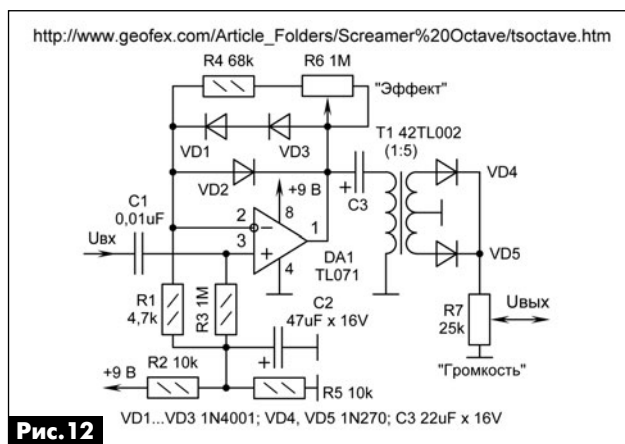 http://www.geofex.com/Article_Folders/Screamer%20Octave/tsoctave.htm
R4 68k
R6 1M
"Эффект"
VD1
VD3
T1 42TL002
(1:5)
VD2
+9 В
VD4
C1
0,01uF
C3
Uвх
2
3
8
1
4
DA1
TL071
VD5
R1
4,7k
R3 1M
C2
47uF x 16V
R7
25k
Uвых
+9 В
R2 10k
R5 10k
"Громкость"
VD1...VD3 1N4001; VD4, VD5 1N270; C3 22uF x 16V
Рис.12